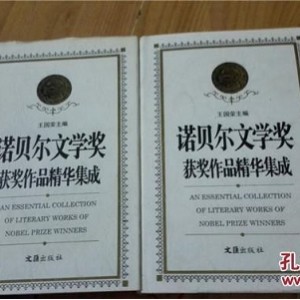 王国荣主编
诺贝尔文学奖
获奖作品精华集成
AN ESSENTIAL COLLECTION
OF LITERARY WORKS OF
NOBEL PRIZE WINNERS
文汇出版社
王国荣主编
诺贝尔文学奖
获奖作品精华集成
AN ESSENTIAL COLLECTION
OF LITERARY WORKS OF
NOBEL PRIZE WINNERS
文汇出版社